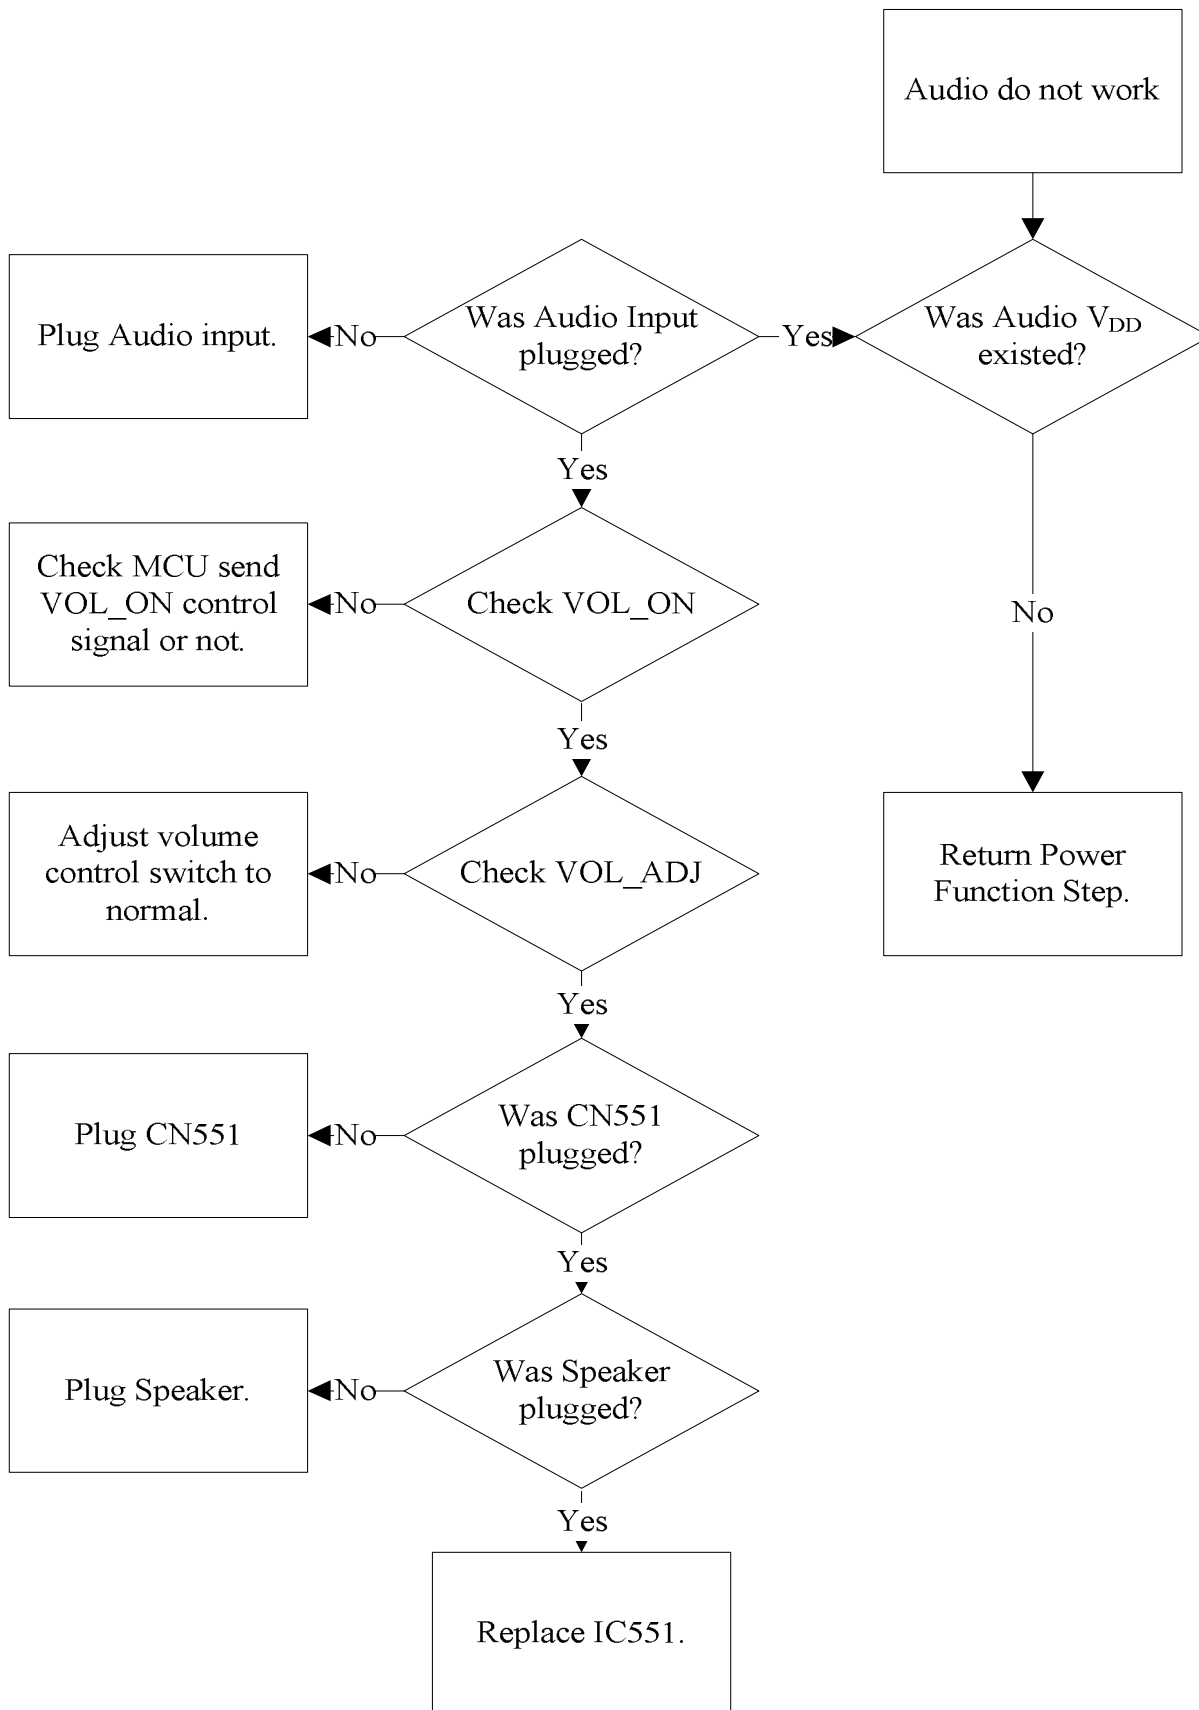 Audio do not work
Was Audio VDD
existed?
Yes
No
Return Power
Function Step.
Was Audio Input
plugged?
No
Plug Audio input.
Yes
Check VOL_ON
No
Check MCU send
VOL_ON control
signal or not.
Yes
Check VOL_ADJ
No
Adjust volume
control switch to
normal.
Yes
Was CN551
plugged?
No
Plug CN551
Yes
Was Speaker
plugged?
No
Plug Speaker.
Yes
Replace IC551.